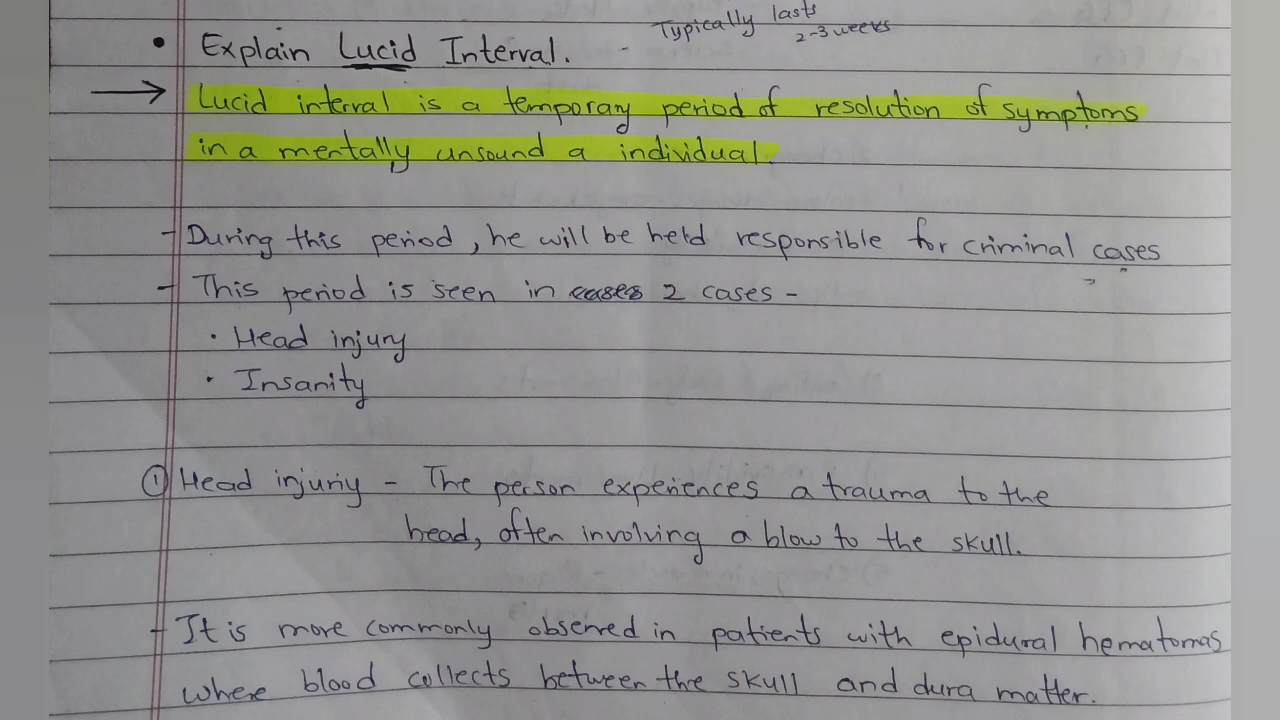 Typically lasts
2-3 weeks
• Explain Lucid Interval. -
→ Lucid interval is a temporary period of resolution of symptoms
in a mentally unsound a individual.
- During this period, he will be held responsible for criminal cases
- This period is seen in cases 2 cases -
• Head injury
• Insanity
① Head injuriy - The person experiences a trauma to the
head, often involving a blow to the skull.
- It is more commonly observed in patients with epidural hematomas
where blood collects between the skull and dura matter.